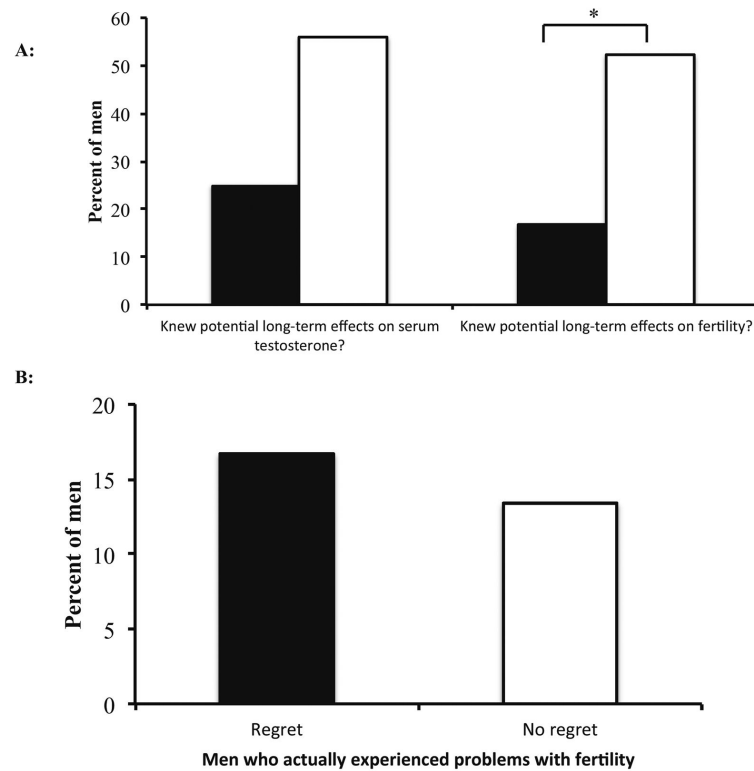 A:
Percent of men
60
50
40
30
20
10
0
*
Knew potential long-term effects on serum
testosterone?
Knew potential long-term effects on fertility?
B:
Percent of men
20
15
10
5
0
Regret
No regret
Men who actually experienced problems with fertility